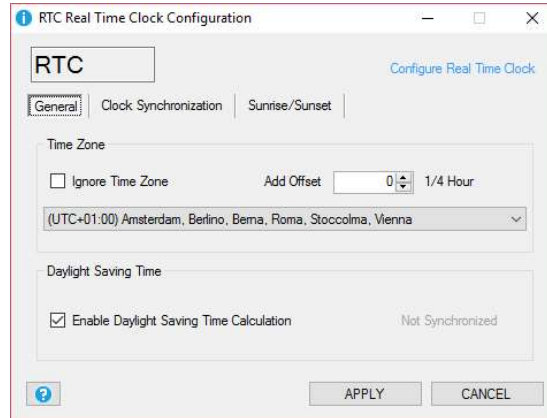 RTC Real Time Clock Configuration
RTC
Configure Real Time Clock
General Clock Synchronization Sunrise/Sunset
Time Zone
Ignore Time Zone Add Offset 0 1/4 Hour
(UTC+01:00) Amsterdam, Berlino, Berna, Roma, Stoccolma, Vienna
Daylight Saving Time
Enable Daylight Saving Time Calculation Not Synchronized
? APPLY CANCEL